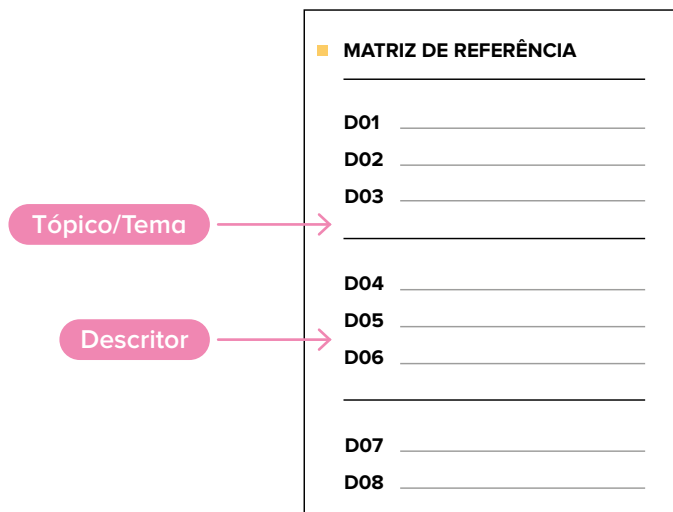 MATRIZ DE REFERÊNCIA
D01
D02
D03
Tópico/Tema
D04
D05
Descritor
D06
D07
D08